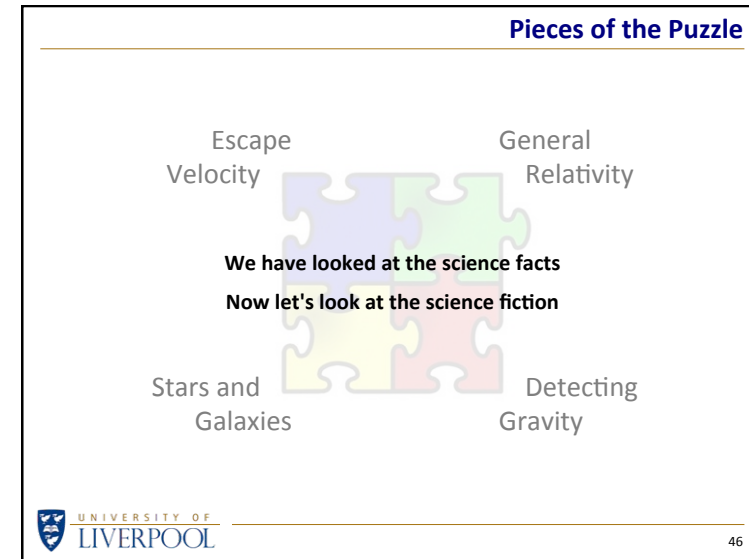 Pieces of the Puzzle
Escape
Velocity
General
Relativity
We have looked at the science facts
Now let's look at the science fiction
Stars and
Galaxies
Detecting
Gravity
UNIVERSITY OF
LIVERPOOL
46